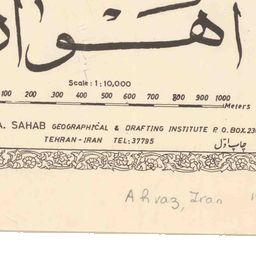 اهواز
Scale : 1 : 10,000
100 200 300 400 500 600 700 800 900 1000
Meters
A. SAHAB GEOGRAPHICAL & DRAFTING INSTITUTE P. O. BOX. 23
TEHRAN - IRAN TEL : 37795 چاپ اول
Ahvaz, Iran